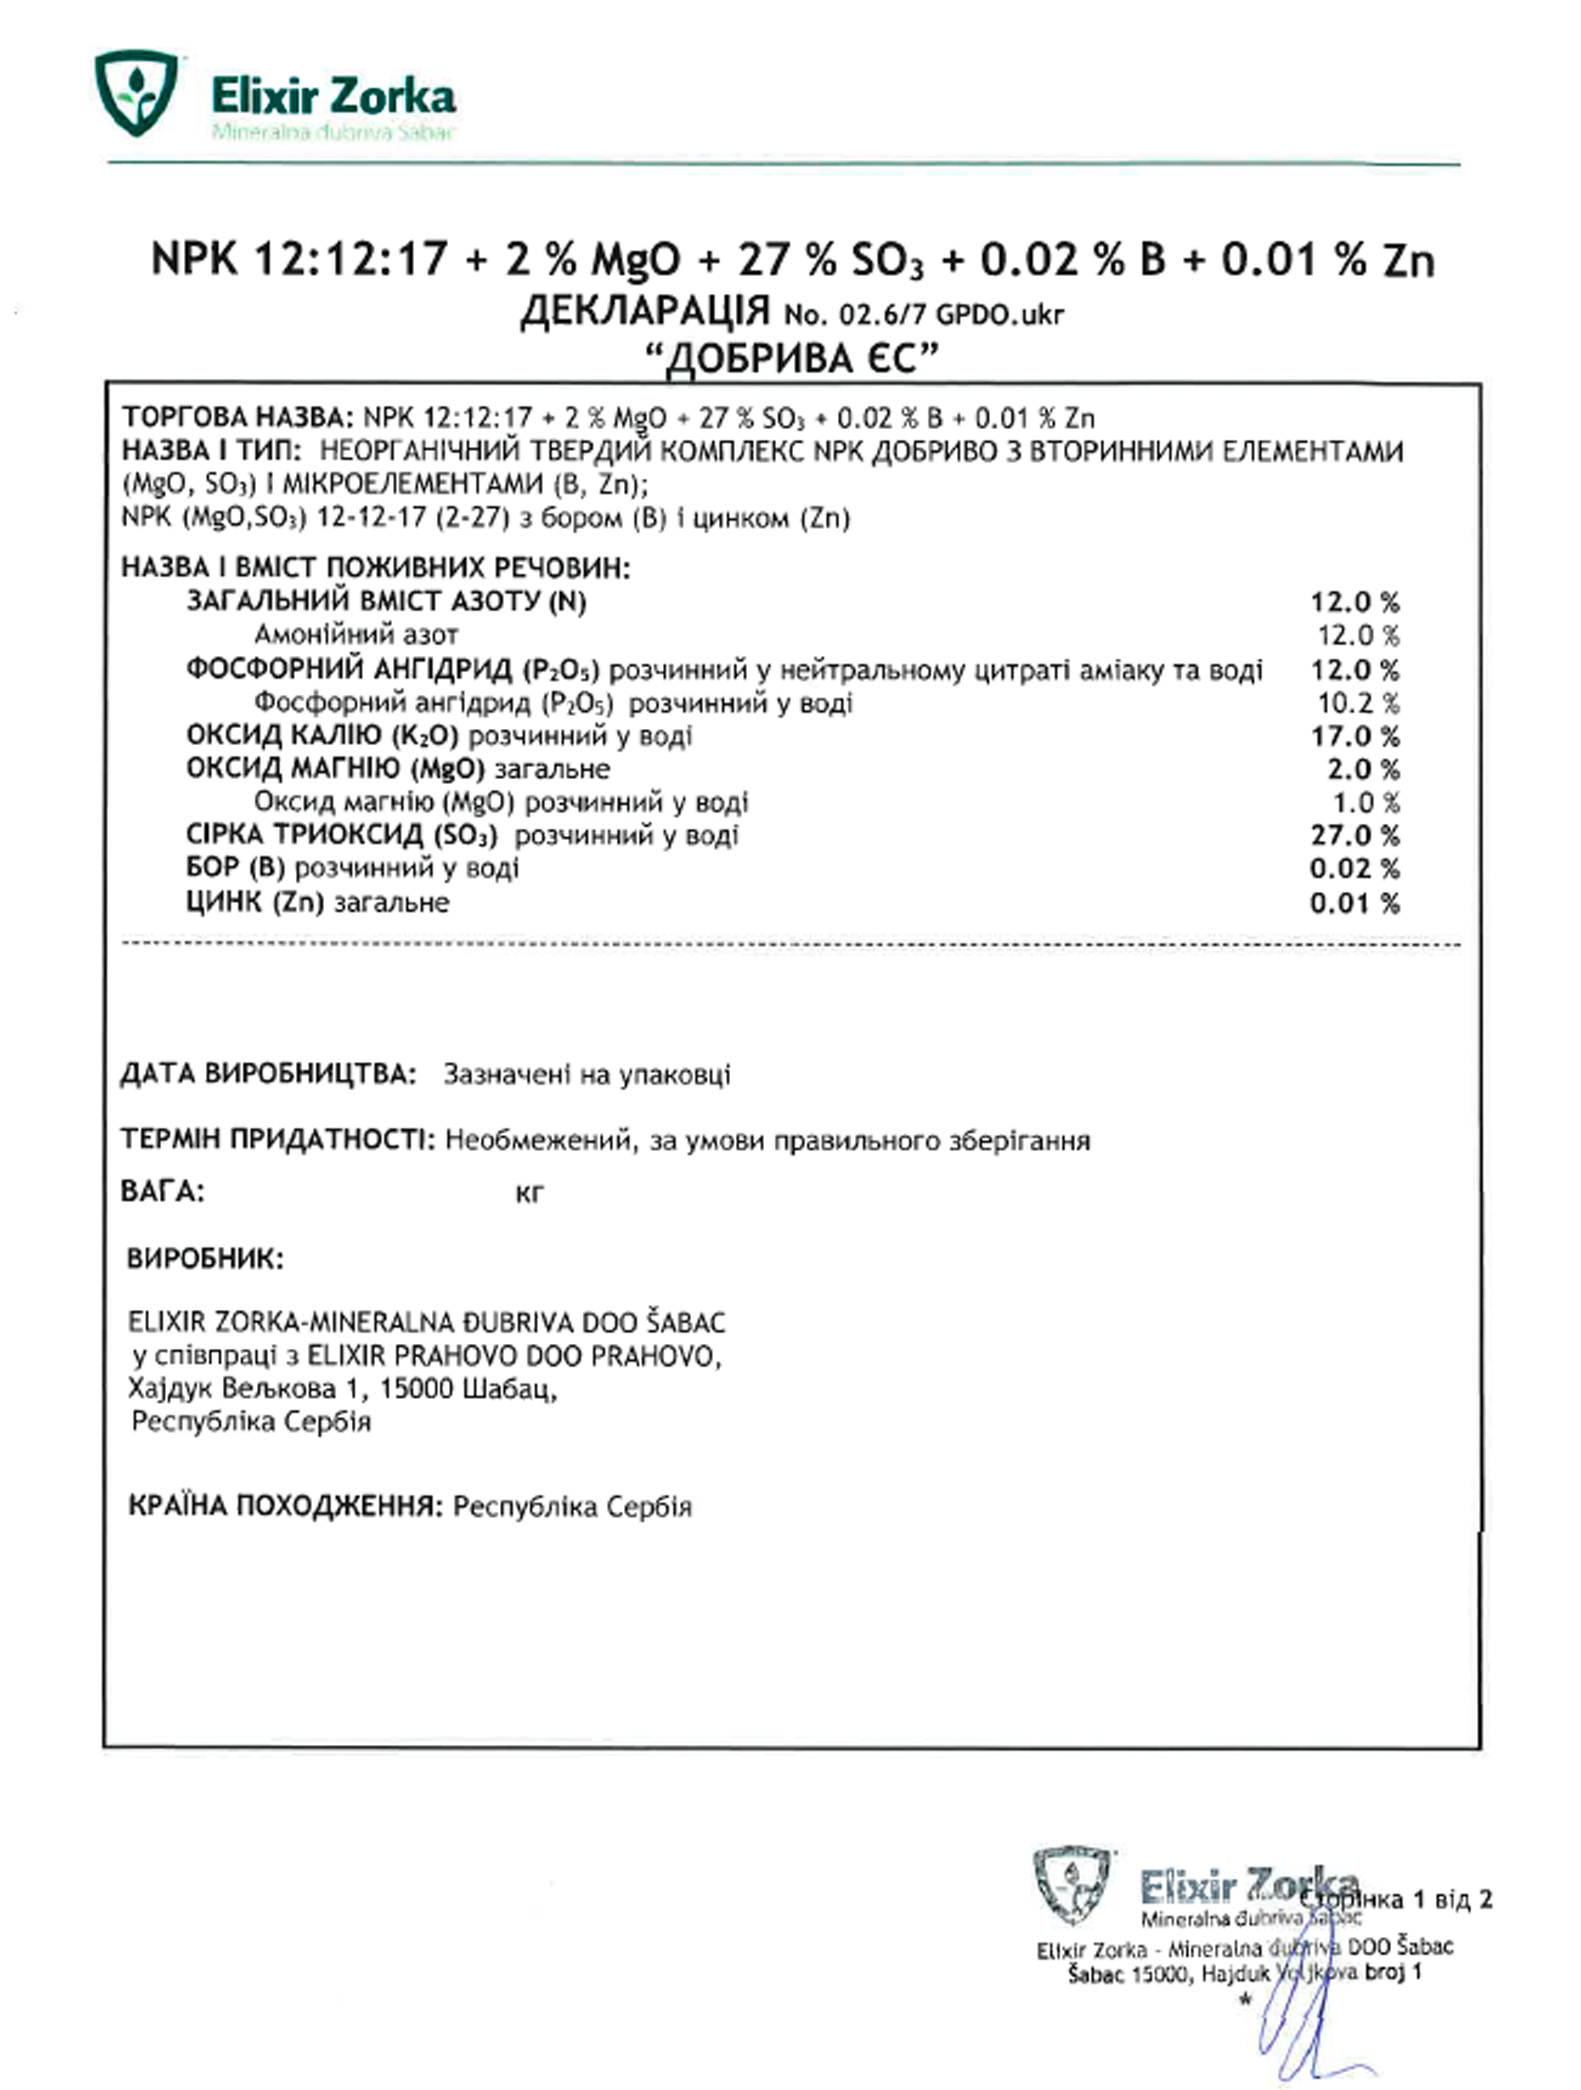 Elixir Zorka
Mineralna đubriva Šabac
NPK 12:12:17 + 2 % MgO + 27 % SO₃ + 0.02 % B + 0.01 % Zn
ДЕКЛАРАЦІЯ No. 02.6/7 GPDO.ukr
“ДОБРИВА ЄС”
ТОРГОВА НАЗВА: NPK 12:12:17 + 2 % MgO + 27 % SO₃ + 0.02 % B + 0.01 % Zn
НАЗВА І ТИП: НЕОРГАНІЧНИЙ ТВЕРДИЙ КОМПЛЕКС NPK ДОБРИВО З ВТОРИННИМИ ЕЛЕМЕНТАМИ
(MgO, SO₃) І МІКРОЕЛЕМЕНТАМИ (B, Zn);
NPK (MgO,SO₃) 12-12-17 (2-27) з бором (B) і цинком (Zn)
НАЗВА І ВМІСТ ПОЖИВНИХ РЕЧОВИН:
ЗАГАЛЬНИЙ ВМІСТ АЗОТУ (N) 12.0 %
Амонійний азот 12.0 %
ФОСФОРНИЙ АНГІДРИД (P₂O₅) розчинний у нейтральному цитраті аміаку та воді 12.0 %
Фосфорний ангідрид (P₂O₅) розчинний у воді 10.2 %
ОКСИД КАЛІЮ (K₂O) розчинний у воді 17.0 %
ОКСИД МАГНІЮ (MgO) загальне 2.0 %
Оксид магнію (MgO) розчинний у воді 1.0 %
СІРКА ТРИОКСИД (SO₃) розчинний у воді 27.0 %
БОР (B) розчинний у воді 0.02 %
ЦИНК (Zn) загальне 0.01 %
ДАТА ВИРОБНИЦТВА: Зазначені на упаковці
ТЕРМІН ПРИДАТНОСТІ: Необмежений, за умови правильного зберігання
ВАГА: кг
ВИРОБНИК:
ELIXIR ZORKA-MINERALNA ĐUBRIVA DOO ŠABAC
у співпраці з ELIXIR PRAHOVO DOO PRAHOVO,
Хајдук Вељкова 1, 15000 Шабац,
Республіка Сербія
КРАЇНА ПОХОДЖЕННЯ: Республіка Сербія
Elixir Zorka
Сторінка 1 від 2
Mineralna đubriva Šabac
Elixir Zorka - Mineralna đubriva DOO Šabac
Šabac 15000, Hajduk Veljkova broj 1
*